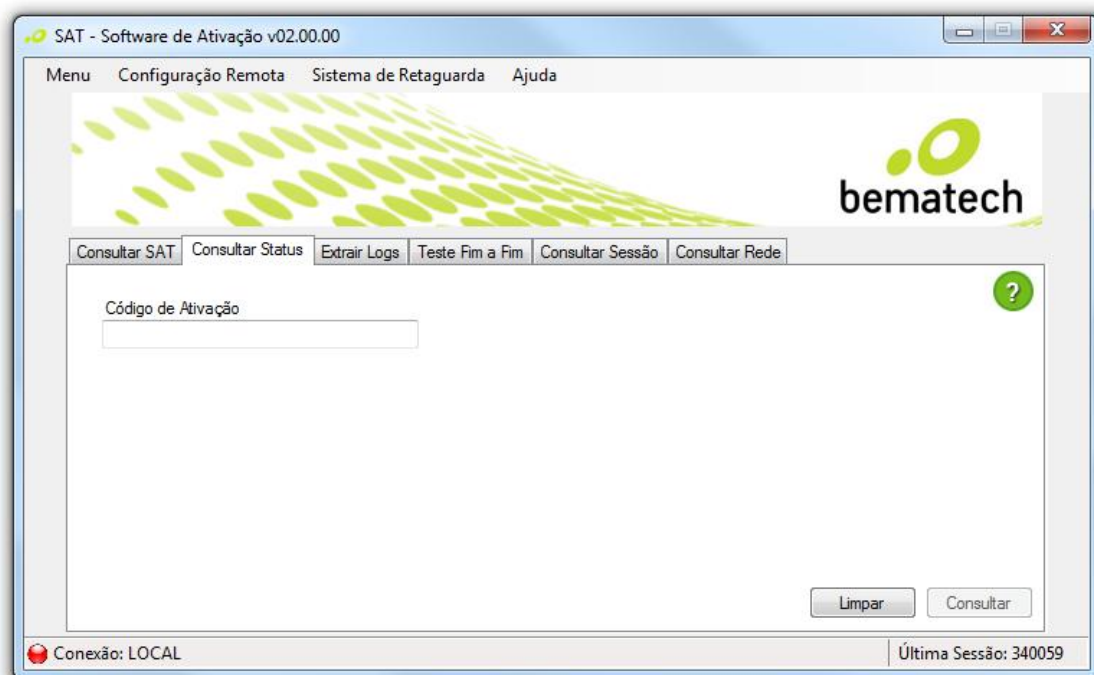 SAT - Software de Ativação v02.00.00
Menu Configuração Remota Sistema de Retaguarda Ajuda
bematech
Consultar SAT Consultar Status Extrair Logs Teste Fim a Fim Consultar Sessão Consultar Rede
?
Código de Ativação
Limpar Consultar
Conexão: LOCAL Última Sessão: 340059